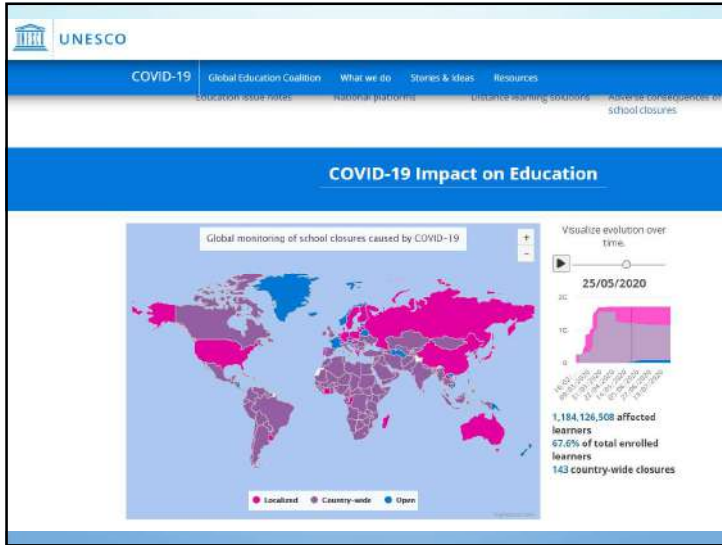 UNESCO
COVID-19 Global Education Coalition What we do Stories & Ideas Resources
Education issue notes National platforms Distance learning solutions Adverse consequences of
school closures
COVID-19 Impact on Education
Global monitoring of school closures caused by COVID-19
+
-
Visualize evolution over
time.
25/05/2020
2C
1C
0
1,184,126,508 affected
learners
67.6% of total enrolled
learners
143 country-wide closures
Localized Country-wide Open